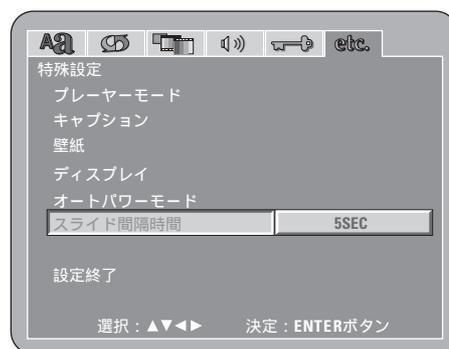 Aa etc.
特殊設定
プレーヤーモード
キャプション
壁紙
ディスプレイ
オートパワーモード
スライド間隔時間 5SEC
設定終了
選択：▲▼◀▶ 決定：ENTERボタン